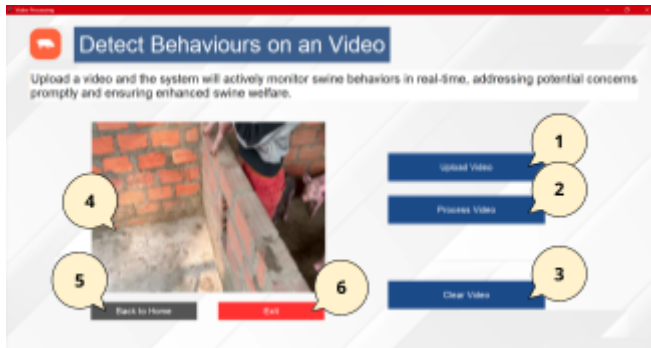 Video Processing
Detect Behaviours on an Video
Upload a video and the system will actively monitor swine behaviors in real-time, addressing potential concerns
promptly and ensuring enhanced swine welfare.
1
Upload Video
2
Process Video
4
3
Clear Video
5
6
Back to Home
Exit